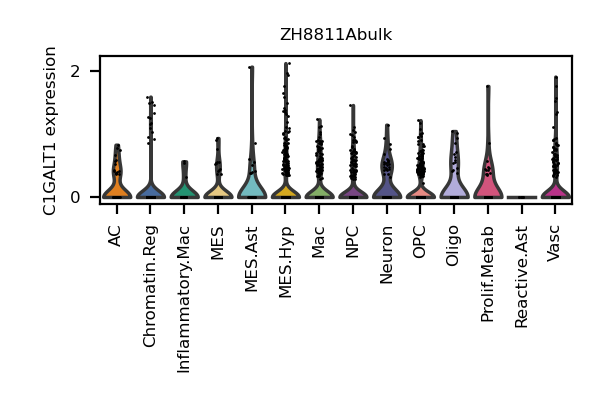 ZH8811Abulk
C1GALT1 expression
2
0
AC
Chromatin.Reg
Inflammatory.Mac
MES
MES.Ast
MES.Hyp
Mac
NPC
Neuron
OPC
Oligo
Prolif.Metab
Reactive.Ast
Vasc